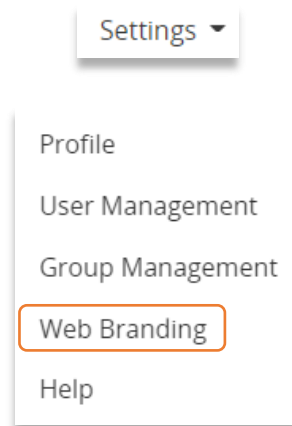 Settings
Profile
User Management
Group Management
Web Branding
Help